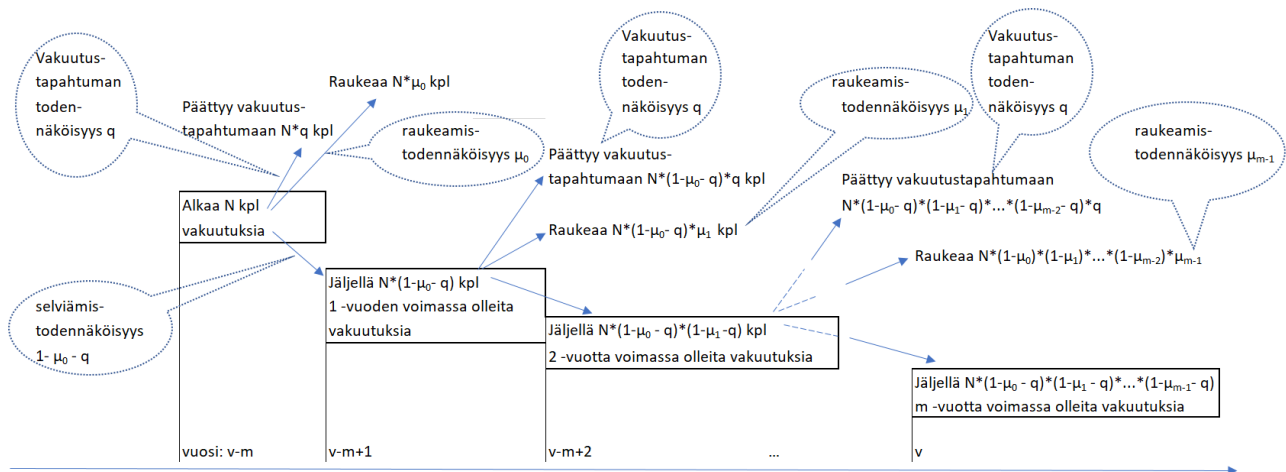 Vakuutus-
tapahtuman
toden-
näköisyys q
Päättyy vakuutus-
tapahtumaan N*q kpl
Raukeaa N*μ₀ kpl
raukeamis-
todennäköisyys μ₀
Vakuutus-
tapahtuman
toden-
näköisyys q
Päättyy vakuutus-
tapahtumaan N*(1-μ₀- q)*q kpl
raukeamis-
todennäköisyys μ₁
Raukeaa N*(1-μ₀- q)*μ₁ kpl
Vakuutus-
tapahtuman
toden-
näköisyys q
Päättyy vakuutustapahtumaan
N*(1-μ₀- q)*(1-μ₁- q)*...*(1-μₘ₋₂- q)*q
raukeamis-
todennäköisyys μₘ₋₁
Raukeaa N*(1-μ₀)*(1-μ₁)*...*(1-μₘ₋₂)*μₘ₋₁
Alkaa N kpl
vakuutuksia
selviämis-
todennäköisyys
1- μ₀ - q
Jäljellä N*(1-μ₀- q) kpl
1 -vuoden voimassa olleita
vakuutuksia
Jäljellä N*(1-μ₀ - q)*(1-μ₁-q) kpl
2 -vuotta voimassa olleita vakuutuksia
Jäljellä N*(1-μ₀ - q)*(1-μ₁ - q)*...*(1-μₘ₋₁- q)
m -vuotta voimassa olleita vakuutuksia
vuosi: v-m
v-m+1
v-m+2
...
v